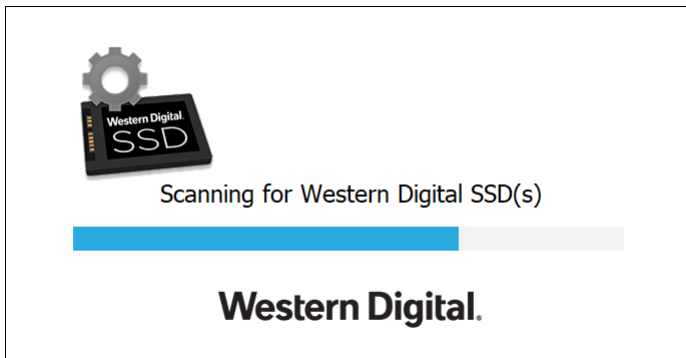 Western Digital.
SSD
Scanning for Western Digital SSD(s)
Western Digital®